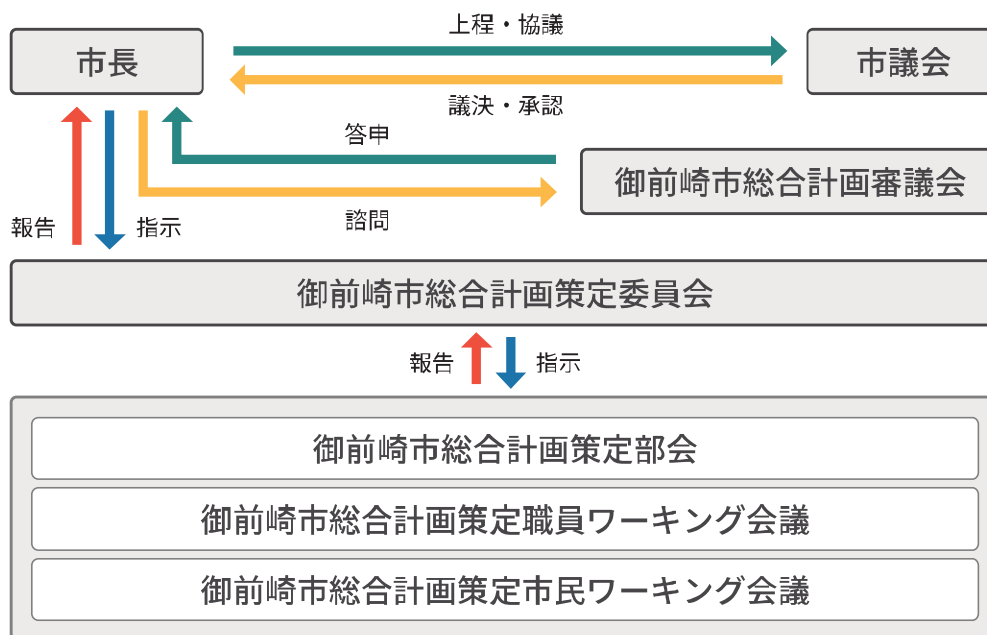 上程・協議
市長
市議会
議決・承認
答申
御前崎市総合計画審議会
諮問
報告
指示
御前崎市総合計画策定委員会
報告
指示
御前崎市総合計画策定部会
御前崎市総合計画策定職員ワーキング会議
御前崎市総合計画策定市民ワーキング会議